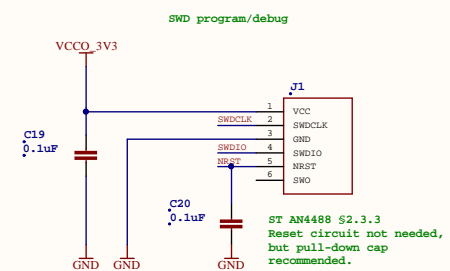 SWD program/debug
VCCO_3V3
J1
1 VCC
SWDCLK 2 SWDCLK
3 GND
SWDIO 4 SWDIO
NRST 5 NRST
6 SWO
C19
0.1uF
C20
0.1uF
ST AN4488 §2.3.3
Reset circuit not needed,
but pull-down cap
recommended.
GND GND GND